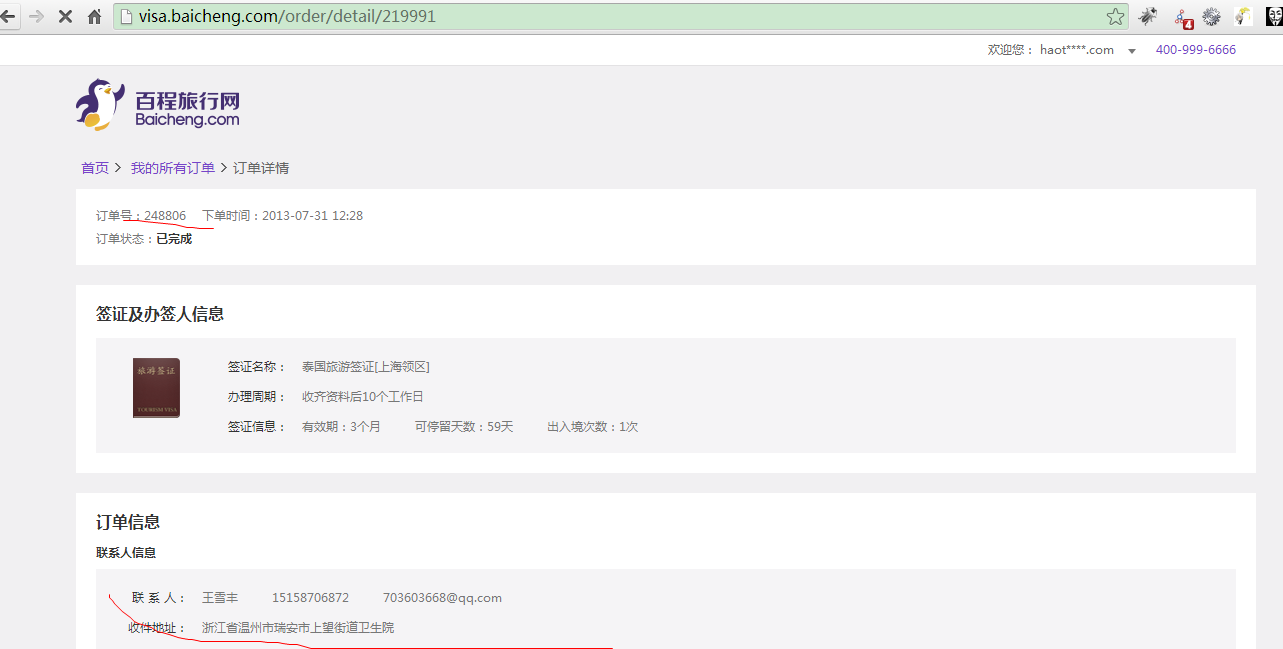 visa.baicheng.com/order/detail/219991
4
欢迎您： haot****.com 400-999-6666
百程旅行网
Baicheng.com
首页 > 我的所有订单 > 订单详情
订单号：248806 下单时间：2013-07-31 12:28
订单状态：已完成
签证及办签人信息
旅游签证
TOURISM VISA
签证名称： 泰国旅游签证[上海领区]
办理周期： 收齐资料后10个工作日
签证信息： 有效期：3个月 可停留天数：59天 出入境次数：1次
订单信息
联系人信息
联 系 人： 王雪丰 15158706872 703603668@qq.com
收件地址： 浙江省温州市瑞安市上望街道卫生院